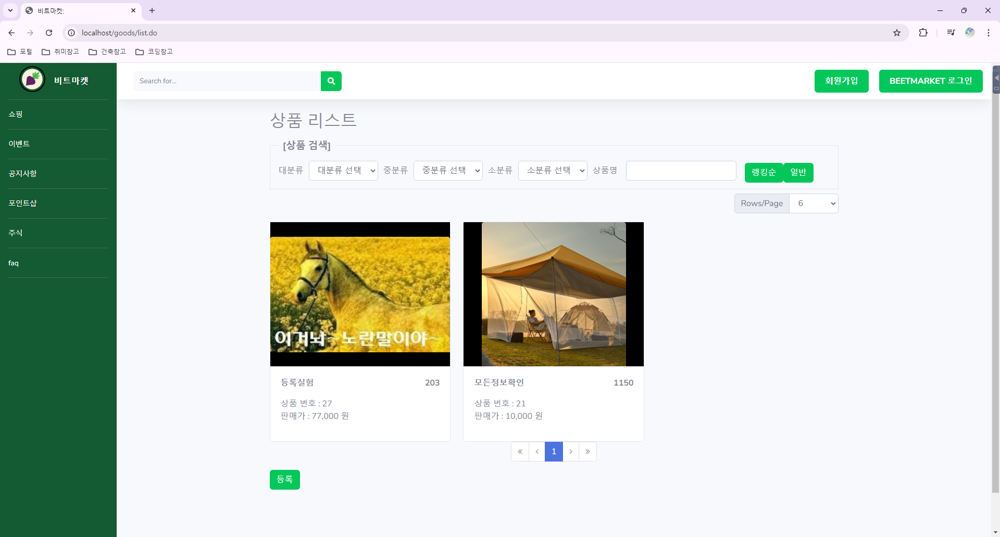 비트마켓:
localhost/goods/list.do
포털 취미참고 건축참고 코딩참고
비트마켓
Search for...
회원가입
BEETMARKET 로그인
쇼핑
이벤트
공지사항
포인트샵
주식
faq
상품 리스트
[상품 검색]
대분류 대분류 선택 중분류 중분류 선택 소분류 소분류 선택 상품명 랭킹순 일반
Rows/Page 6
이거놔~노란말이야~
등록실험 203
상품 번호 : 27
판매가 : 77,000 원
모든정보확인 1150
상품 번호 : 21
판매가 : 10,000 원
« ‹ 1 › »
등록